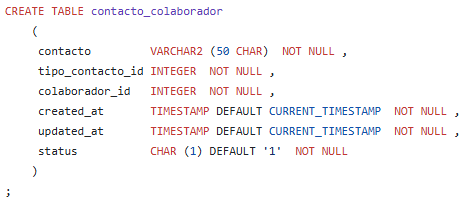 CREATE TABLE contacto_colaborador
(
contacto VARCHAR2 (50 CHAR) NOT NULL ,
tipo_contacto_id INTEGER NOT NULL ,
colaborador_id INTEGER NOT NULL ,
created_at TIMESTAMP DEFAULT CURRENT_TIMESTAMP NOT NULL ,
updated_at TIMESTAMP DEFAULT CURRENT_TIMESTAMP NOT NULL ,
status CHAR (1) DEFAULT '1' NOT NULL
)
;